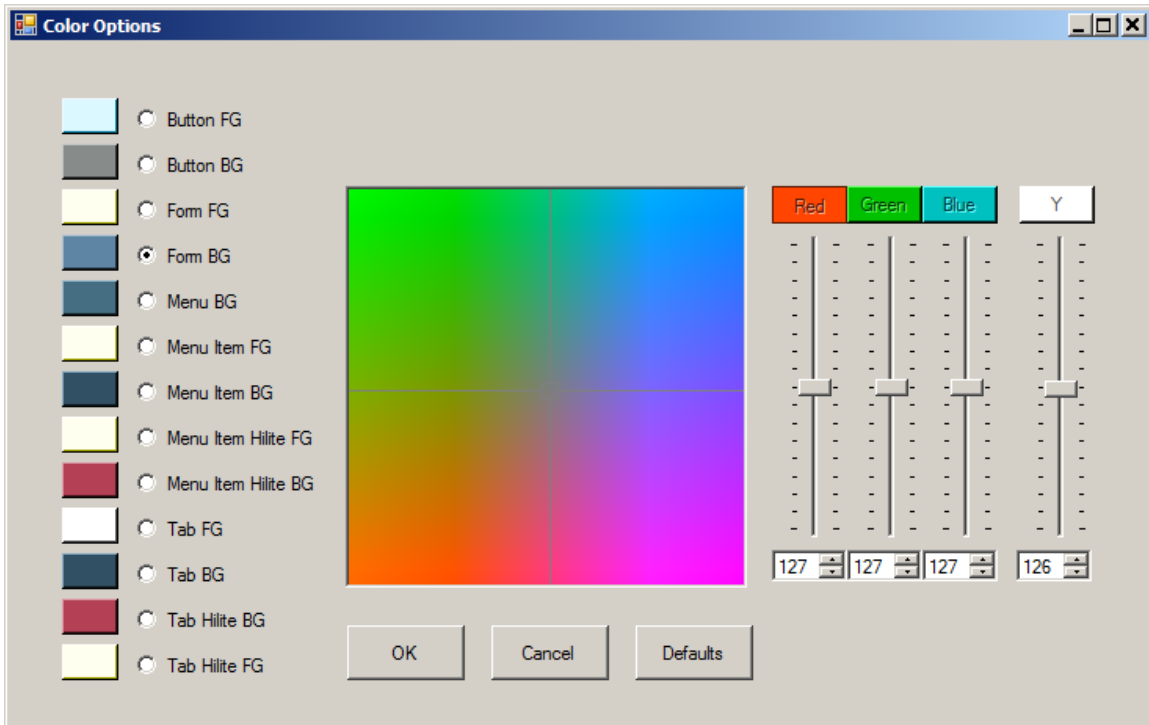 Color Options
Button FG
Button BG
Form FG
Form BG
Menu BG
Menu Item FG
Menu Item BG
Menu Item Hilite FG
Menu Item Hilite BG
Tab FG
Tab BG
Tab Hilite BG
Tab Hilite FG
Red Green Blue Y
127 127 127 126
OK Cancel Defaults